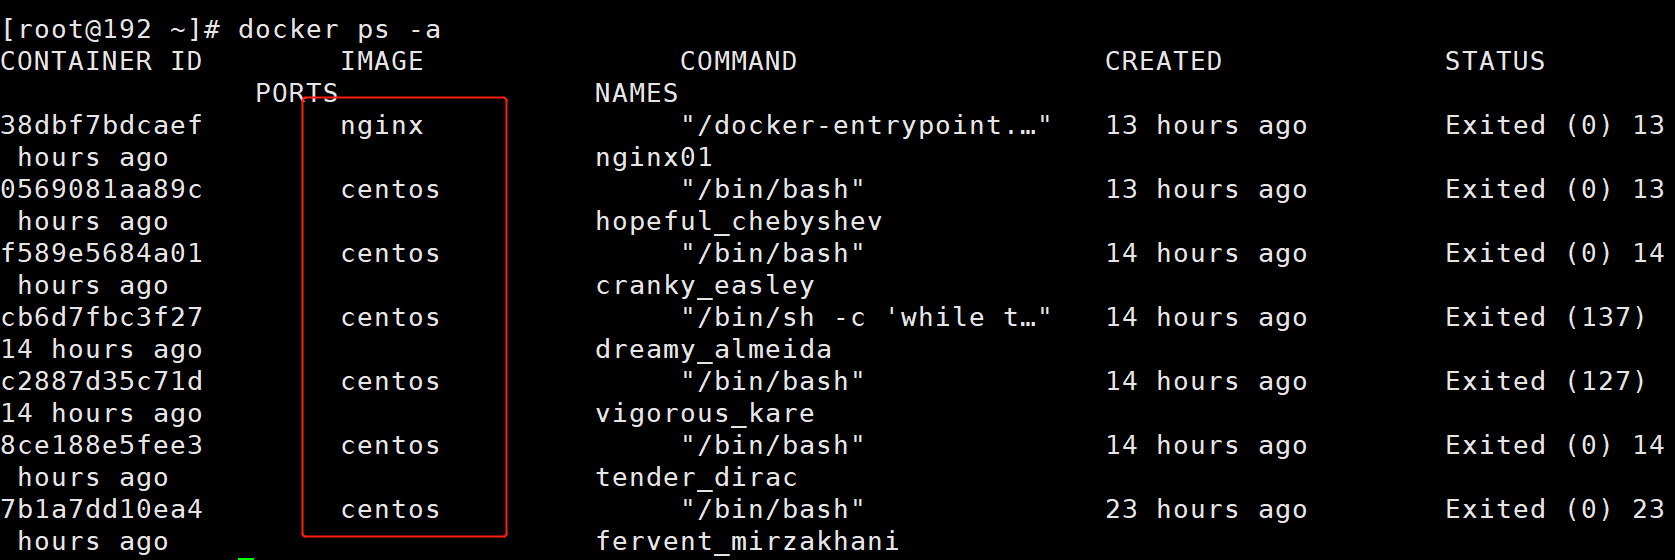 [root@192 ~]# docker ps -a
CONTAINER ID        IMAGE               COMMAND                  CREATED             STATUS
               PORTS               NAMES
38dbf7bdcaef        nginx               "/docker-entrypoint.…"   13 hours ago        Exited (0) 13
 hours ago                         nginx01
0569081aa89c        centos              "/bin/bash"              13 hours ago        Exited (0) 13
 hours ago                         hopeful_chebyshev
f589e5684a01        centos              "/bin/bash"              14 hours ago        Exited (0) 14
 hours ago                         cranky_easley
cb6d7fbc3f27        centos              "/bin/sh -c 'while t…"   14 hours ago        Exited (137)
14 hours ago                       dreamy_almeida
c2887d35c71d        centos              "/bin/bash"              14 hours ago        Exited (127)
14 hours ago                       vigorous_kare
8ce188e5fee3        centos              "/bin/bash"              14 hours ago        Exited (0) 14
 hours ago                         tender_dirac
7b1a7dd10ea4        centos              "/bin/bash"              23 hours ago        Exited (0) 23
 hours ago                         fervent_mirzakhani